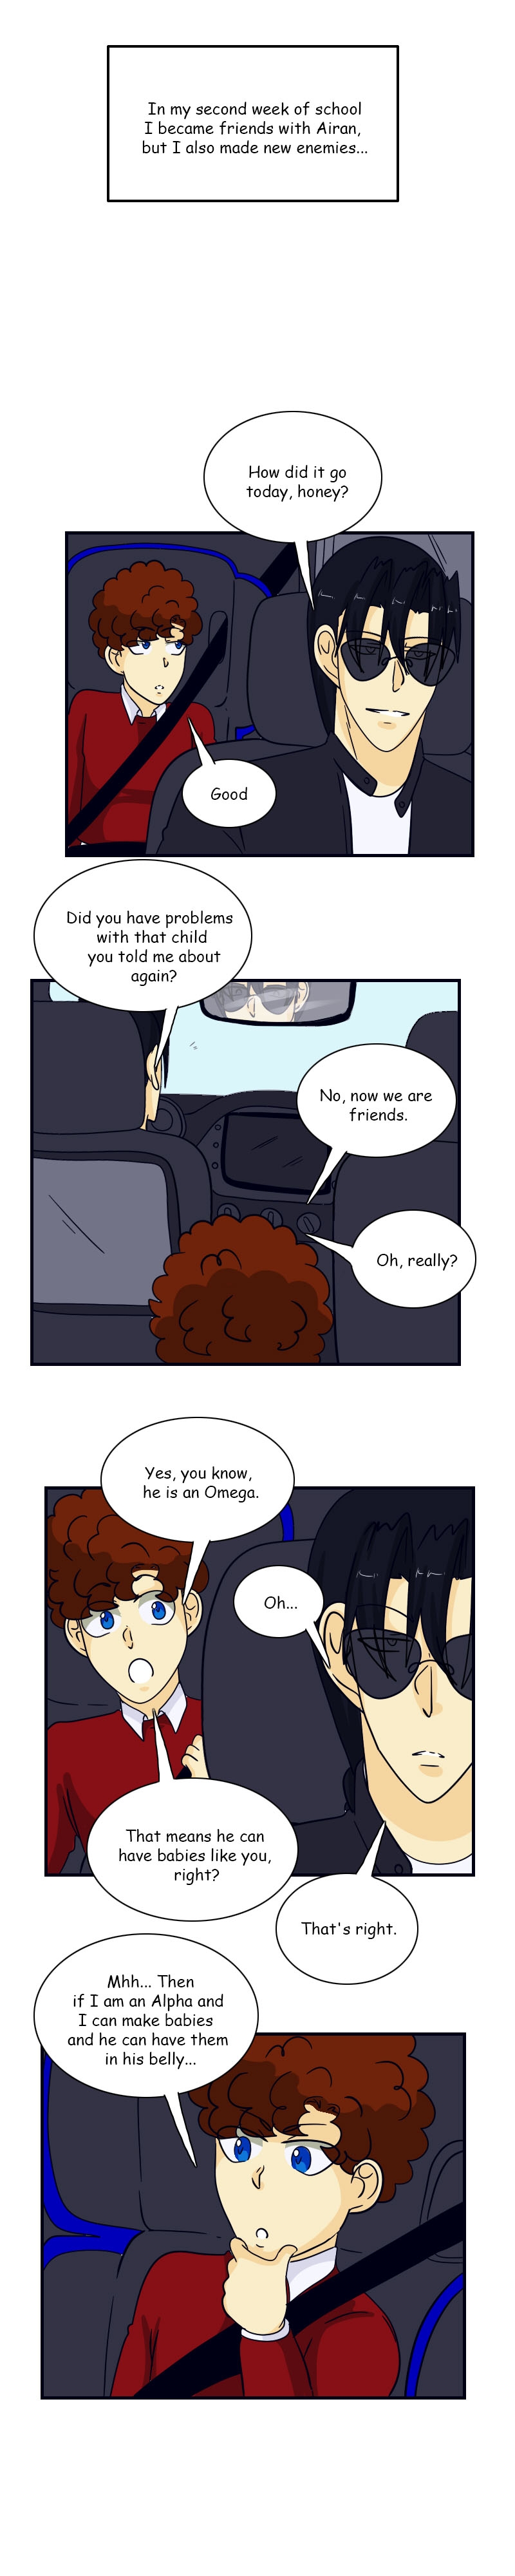 In my second week of school
I became friends with Airan,
but I also made new enemies...
How did it go
today, honey?
Good
Did you have problems
with that child
you told me about
again?
No, now we are
friends.
Oh, really?
Yes, you know,
he is an Omega.
Oh...
That means he can
have babies like you,
right?
That's right.
Mhh... Then
if I am an Alpha and
I can make babies
and he can have them
in his belly...